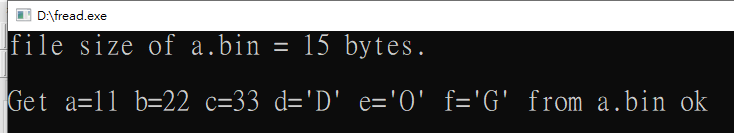 D:\fread.exe
file size of a.bin = 15 bytes.
Get a=11 b=22 c=33 d='D' e='O' f='G' from a.bin ok